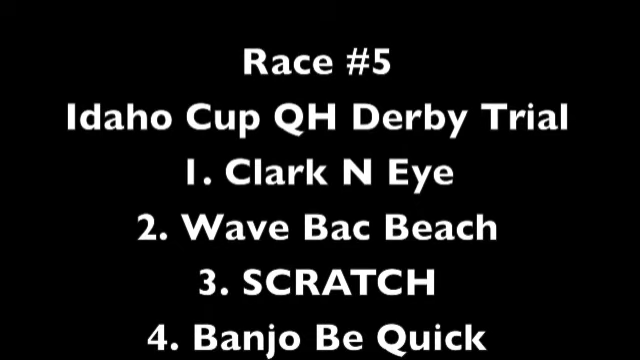 Race #5
Idaho Cup QH Derby Trial
1. Clark N Eye
2. Wave Bac Beach
3. SCRATCH
4. Banjo Be Quick